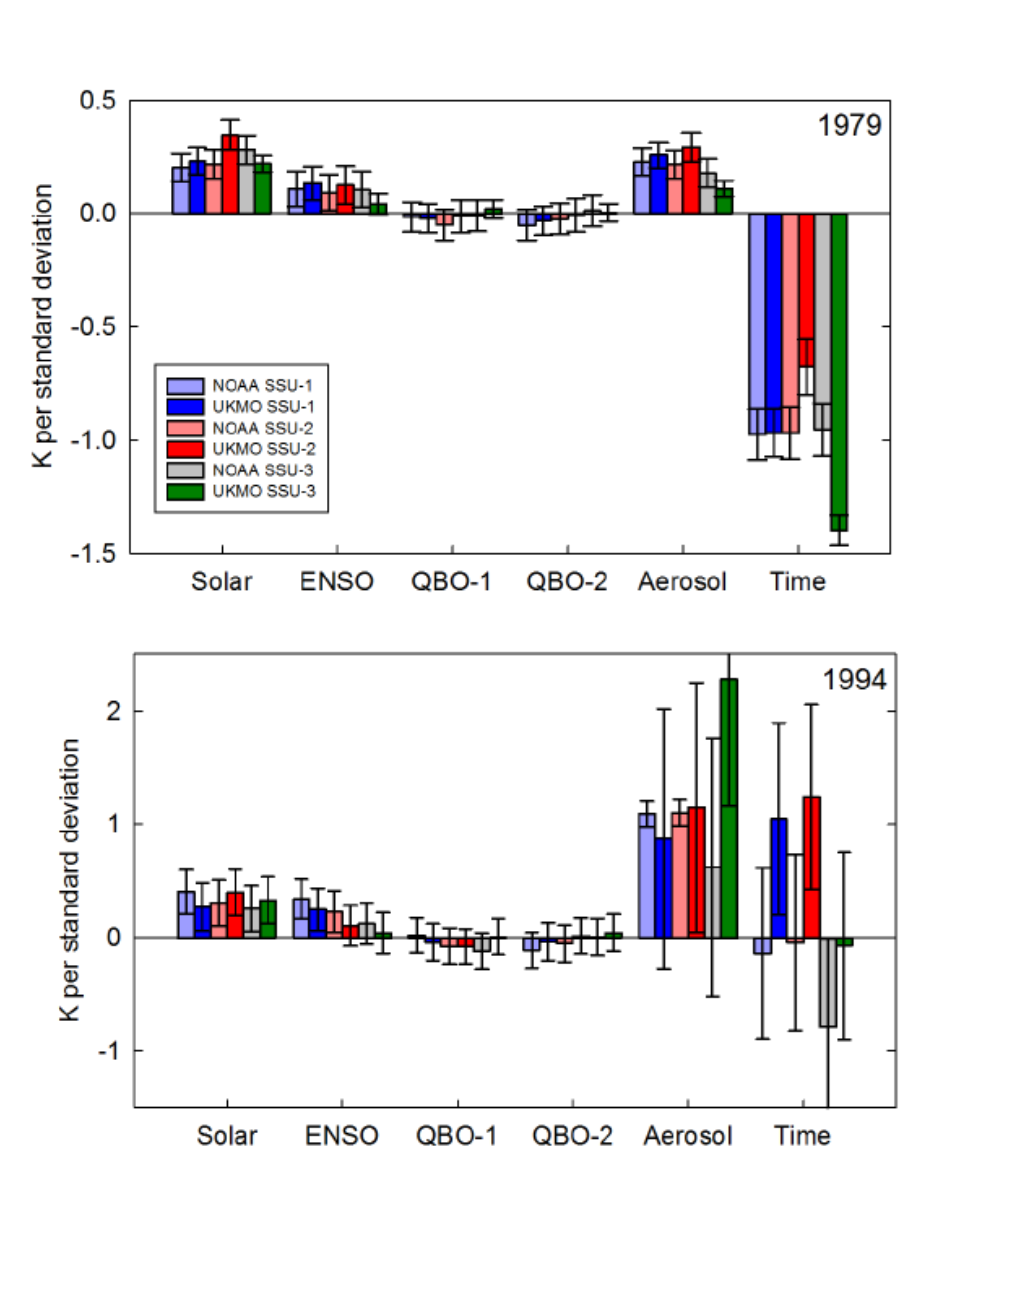 0.5
1979
0.0
-0.5
-1.0
-1.5
K per standard deviation
NOAA SSU-1
UKMO SSU-1
NOAA SSU-2
UKMO SSU-2
NOAA SSU-3
UKMO SSU-3
Solar ENSO QBO-1 QBO-2 Aerosol Time
1994
2
1
0
-1
K per standard deviation
Solar ENSO QBO-1 QBO-2 Aerosol Time